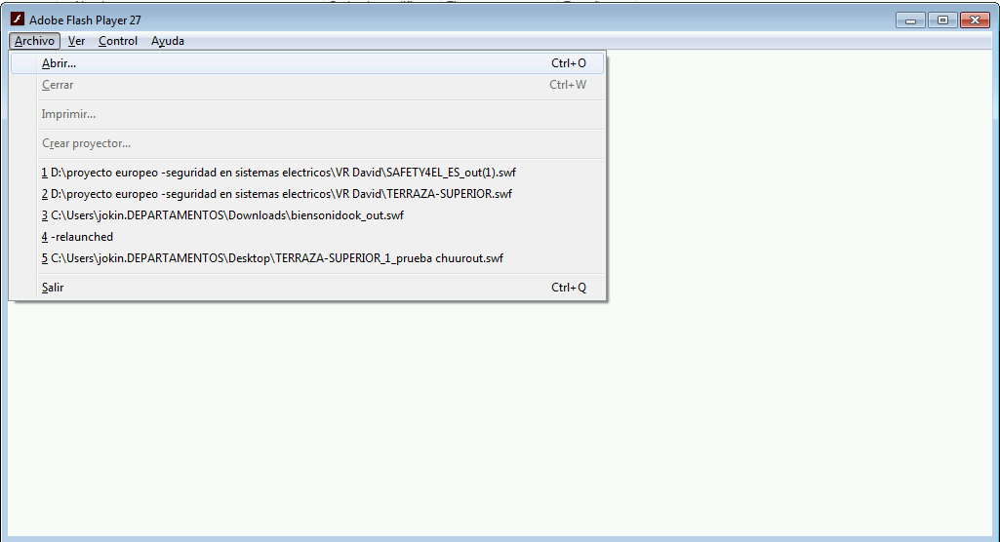 Adobe Flash Player 27
Archivo Ver Control Ayuda
Abrir... Ctrl+O
Cerrar Ctrl+W
Imprimir...
Crear proyector...
1 D:\proyecto europeo -seguridad en sistemas electricos\VR David\SAFETY4EL_ES_out(1).swf
2 D:\proyecto europeo -seguridad en sistemas electricos\VR David\TERRAZA-SUPERIOR.swf
3 C:\Users\jokin.DEPARTAMENTOS\Downloads\biensonidook_out.swf
4 -relaunched
5 C:\Users\jokin.DEPARTAMENTOS\Desktop\TERRAZA-SUPERIOR_1_prueba chuurout.swf
Salir Ctrl+Q